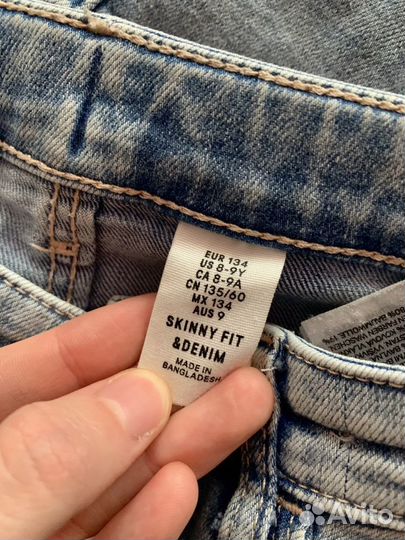 EUR 134
US 8-9Y
CA 8-9A
CN 135/60
MX 134
AUS 9
SKINNY FIT
&DENIM
MADE IN
BANGLADESH
Avito